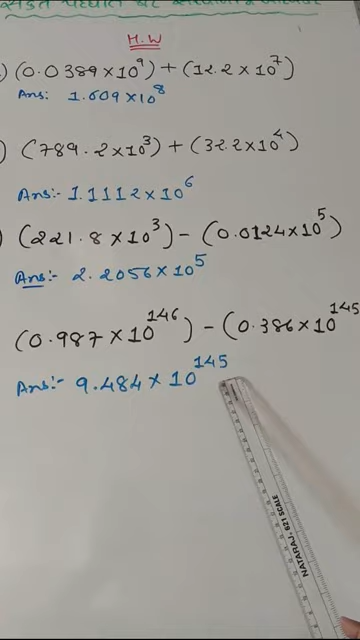 H.W
) (0.0389×10⁹) + (12.2×10⁷)
Ans: 1.609×10⁸
) (789.2×10³) + (32.2×10⁴)
Ans:- 1.1112×10⁶
) (221.8×10³) - (0.0124×10⁵)
Ans:- 2.2056×10⁵
(0.987×10¹⁴⁶) - (0.386×10¹⁴⁵
Ans:- 9.484×10¹⁴⁵
NATARAJ. 621 SCALE